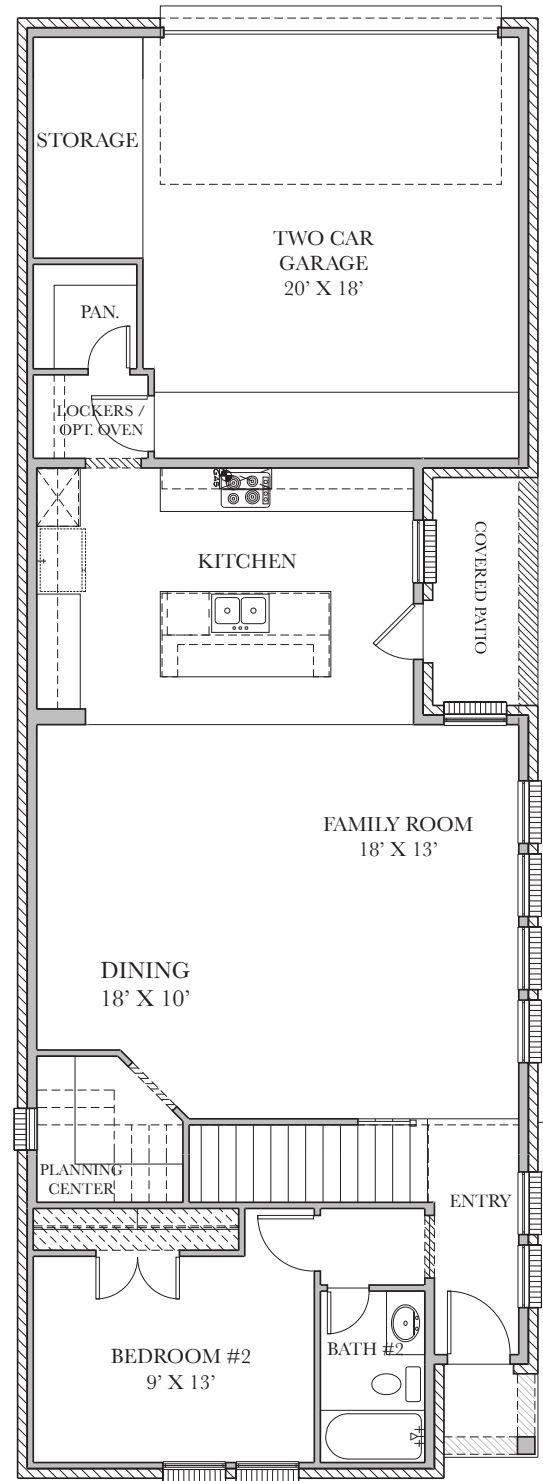 STORAGE
TWO CAR
GARAGE
20’ X 18’
PAN.
LOCKERS /
OPT. OVEN
GAS
KITCHEN
COVERED PATIO
FAMILY ROOM
18’ X 13’
DINING
18’ X 10’
PLANNING
CENTER
ENTRY
BEDROOM #2
9’ X 13’
BATH #2